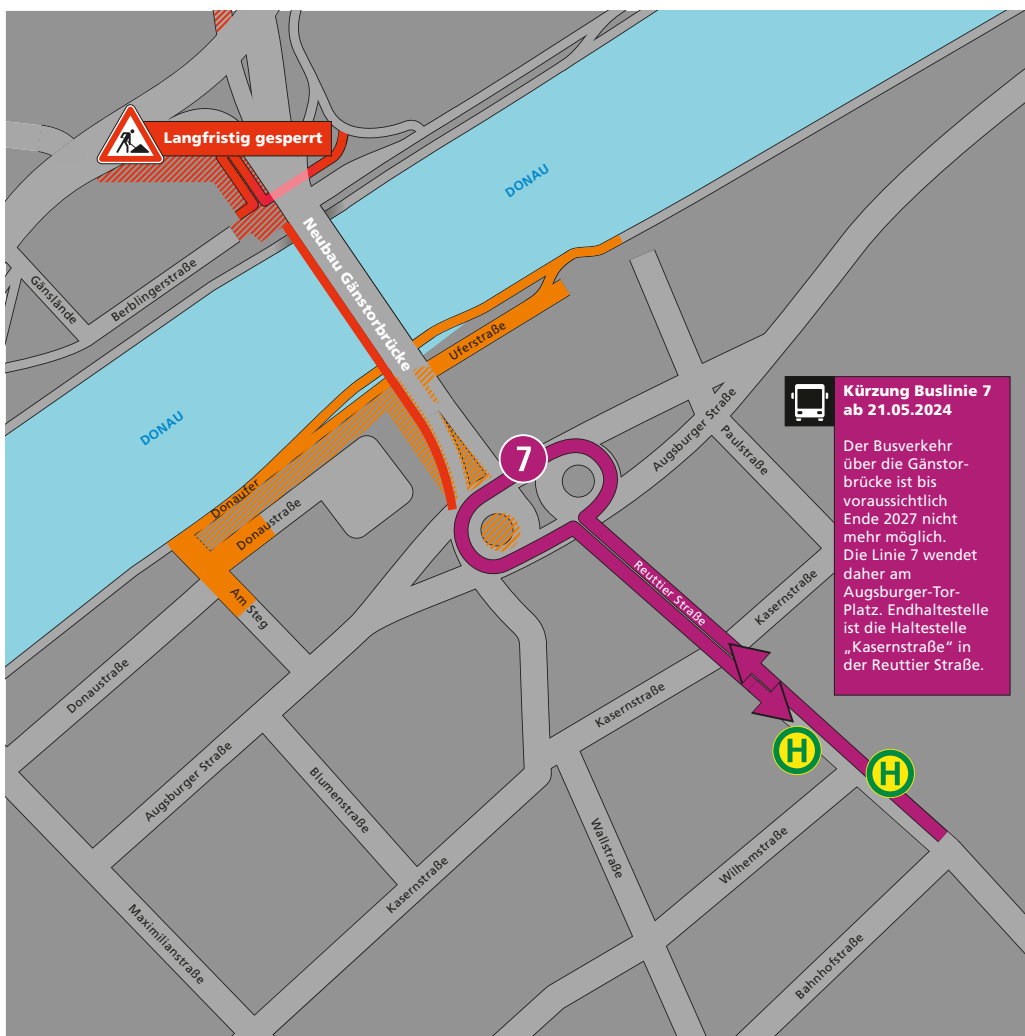 Langfristig gesperrt
DONAU
Neubau Gänstorbrücke
Gänslände
Berblingerstraße
Uferstraße
DONAU
Kürzung Buslinie 7
ab 21.05.2024
Der Busverkehr
über die Gänstor-
brücke ist bis
voraussichtlich
Ende 2027 nicht
mehr möglich.
Die Linie 7 wendet
daher am
Augsburger-Tor-
Platz. Endhaltestelle
ist die Haltestelle
„Kasernstraße“ in
der Reuttier Straße.
Augsburger Straße
Paulstraße
7
Donaufer
Donaustraße
Am Steg
Reuttier Straße
Kasernstraße
Donaustraße
Kasernstraße
H
H
Augsburger Straße
Blumenstraße
Wallstraße
Wilhemstraße
Kasernstraße
Maximilianstraße
Bahnhofstraße